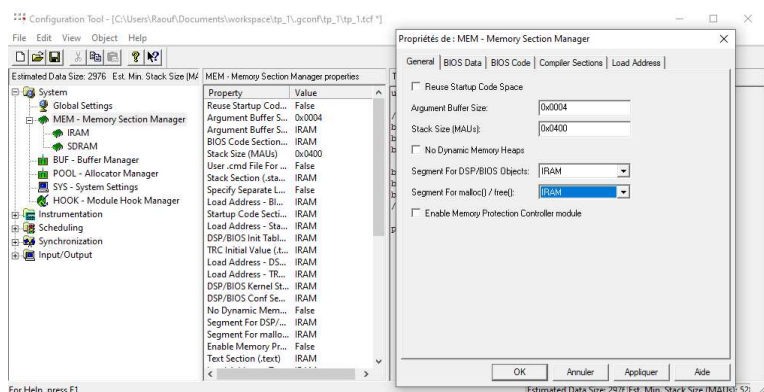 Configuration Tool - [C:\Users\Raouf\Documents\workspace\tp_1\.gconf\tp_1\tp_1.tcf *]
File Edit View Object Help
Estimated Data Size: 2976 Est. Min. Stack Size (MA
System
Global Settings
MEM - Memory Section Manager
IRAM
SDRAM
BUF - Buffer Manager
POOL - Allocator Manager
SYS - System Settings
HOOK - Module Hook Manager
Instrumentation
Scheduling
Synchronization
Input/Output
MEM - Memory Section Manager properties
Property Value
Reuse Startup Cod... False
Argument Buffer S... 0x0004
Argument Buffer S... IRAM
BIOS Code Section... IRAM
Stack Size (MAUs) 0x0400
User .cmd File For ... False
Stack Section (.sta... IRAM
Specify Separate L... False
Load Address - BI... IRAM
Startup Code Secti... IRAM
Load Address - Sta... IRAM
DSP/BIOS Init Tabl... IRAM
TRC Initial Value (.t... IRAM
Load Address - DS... IRAM
Load Address - TR... IRAM
DSP/BIOS Kernel St... IRAM
DSP/BIOS Conf Se... IRAM
No Dynamic Mem... False
Segment For DSP/... IRAM
Segment For mallo... IRAM
Enable Memory Pr... False
Text Section (.text) IRAM
Propriétés de : MEM - Memory Section Manager
General BIOS Data BIOS Code Compiler Sections Load Address
Reuse Startup Code Space
Argument Buffer Size: 0x0004
Stack Size (MAUs): 0x0400
No Dynamic Memory Heaps
Segment For DSP/BIOS Objects: IRAM
Segment For malloc() / free(): IRAM
Enable Memory Protection Controller module
OK Annuler Appliquer Aide
For Help, press F1
Estimated Data Size: 2976 Est. Min. Stack Size (MAUs): 52